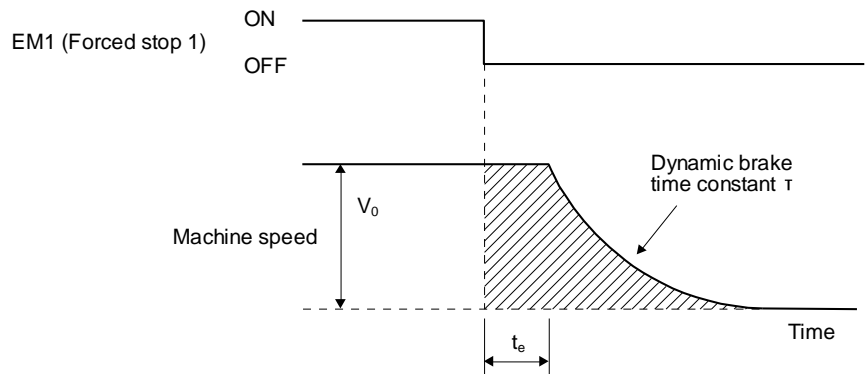 ON
EM1 (Forced stop 1)
OFF
Dynamic brake
time constant τ
V₀
Machine speed
Time
tₑ